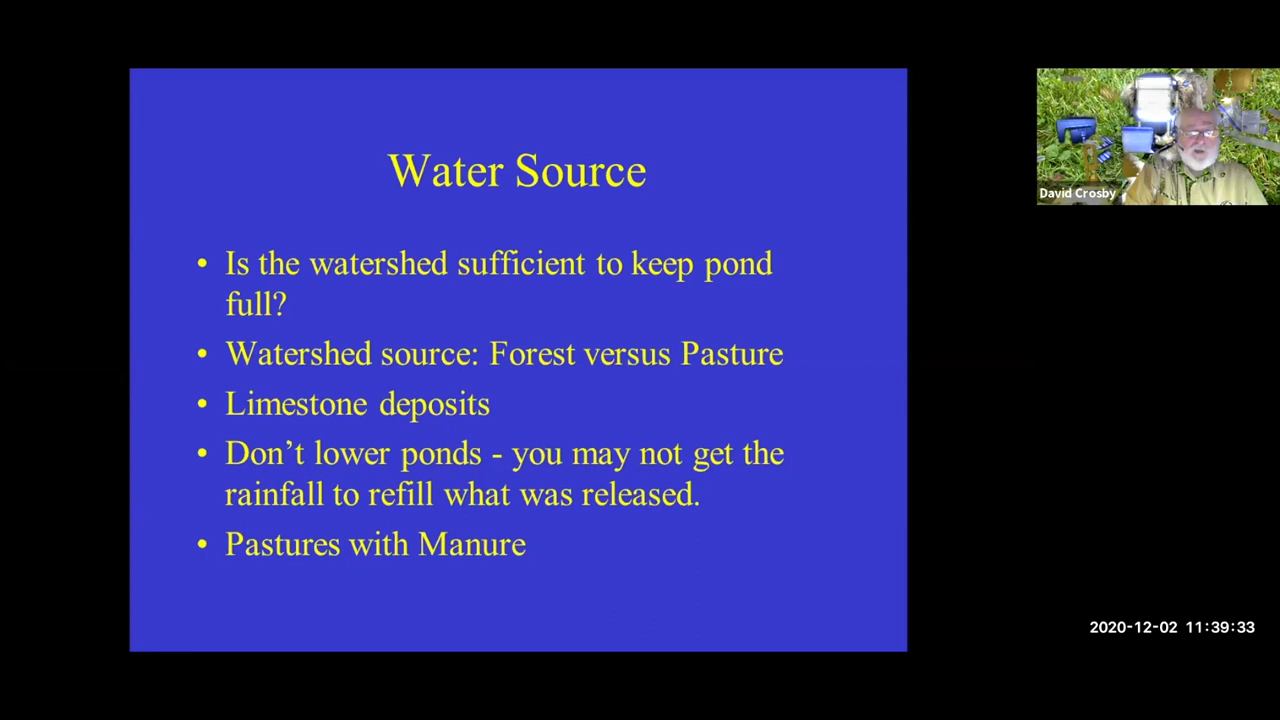 Water Source
• Is the watershed sufficient to keep pond
full?
• Watershed source: Forest versus Pasture
• Limestone deposits
• Don’t lower ponds - you may not get the
rainfall to refill what was released.
• Pastures with Manure
David Crosby
2020-12-02 11:39:33